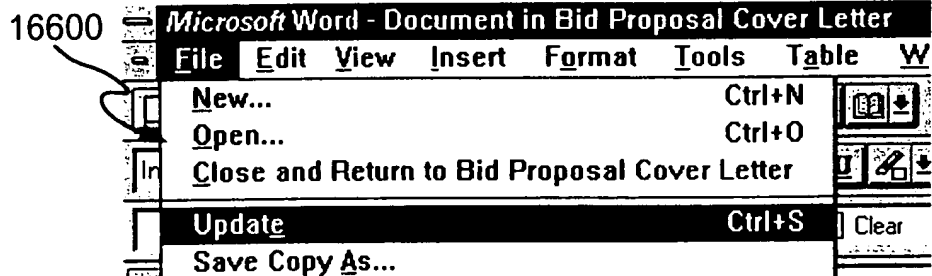 16600
Microsoft Word - Document in Bid Proposal Cover Letter
File Edit View Insert Format Tools Table W
New... Ctrl+N
Open... Ctrl+O
In Close and Return to Bid Proposal Cover Letter
Update Ctrl+S Clear
Save Copy As...